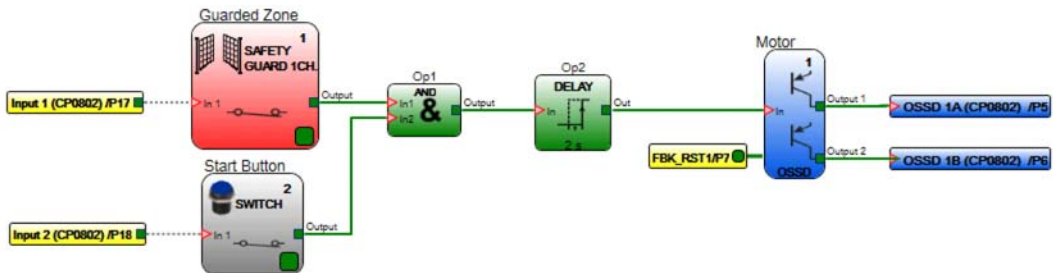 Guarded Zone
1
SAFETY
GUARD 1CH.
Input 1 (CP0802) /P17
In 1
Output
Op1
AND
In1
&
In2
Output
Op2
DELAY
In
Out
2 s
Motor
1
In
Output 1
OSSD 1A (CP0802) /P5
FBK_RST1/P7
Output 2
OSSD 1B (CP0802) /P6
OSSD
Start Button
2
SWITCH
Input 2 (CP0802) /P18
In 1
Output